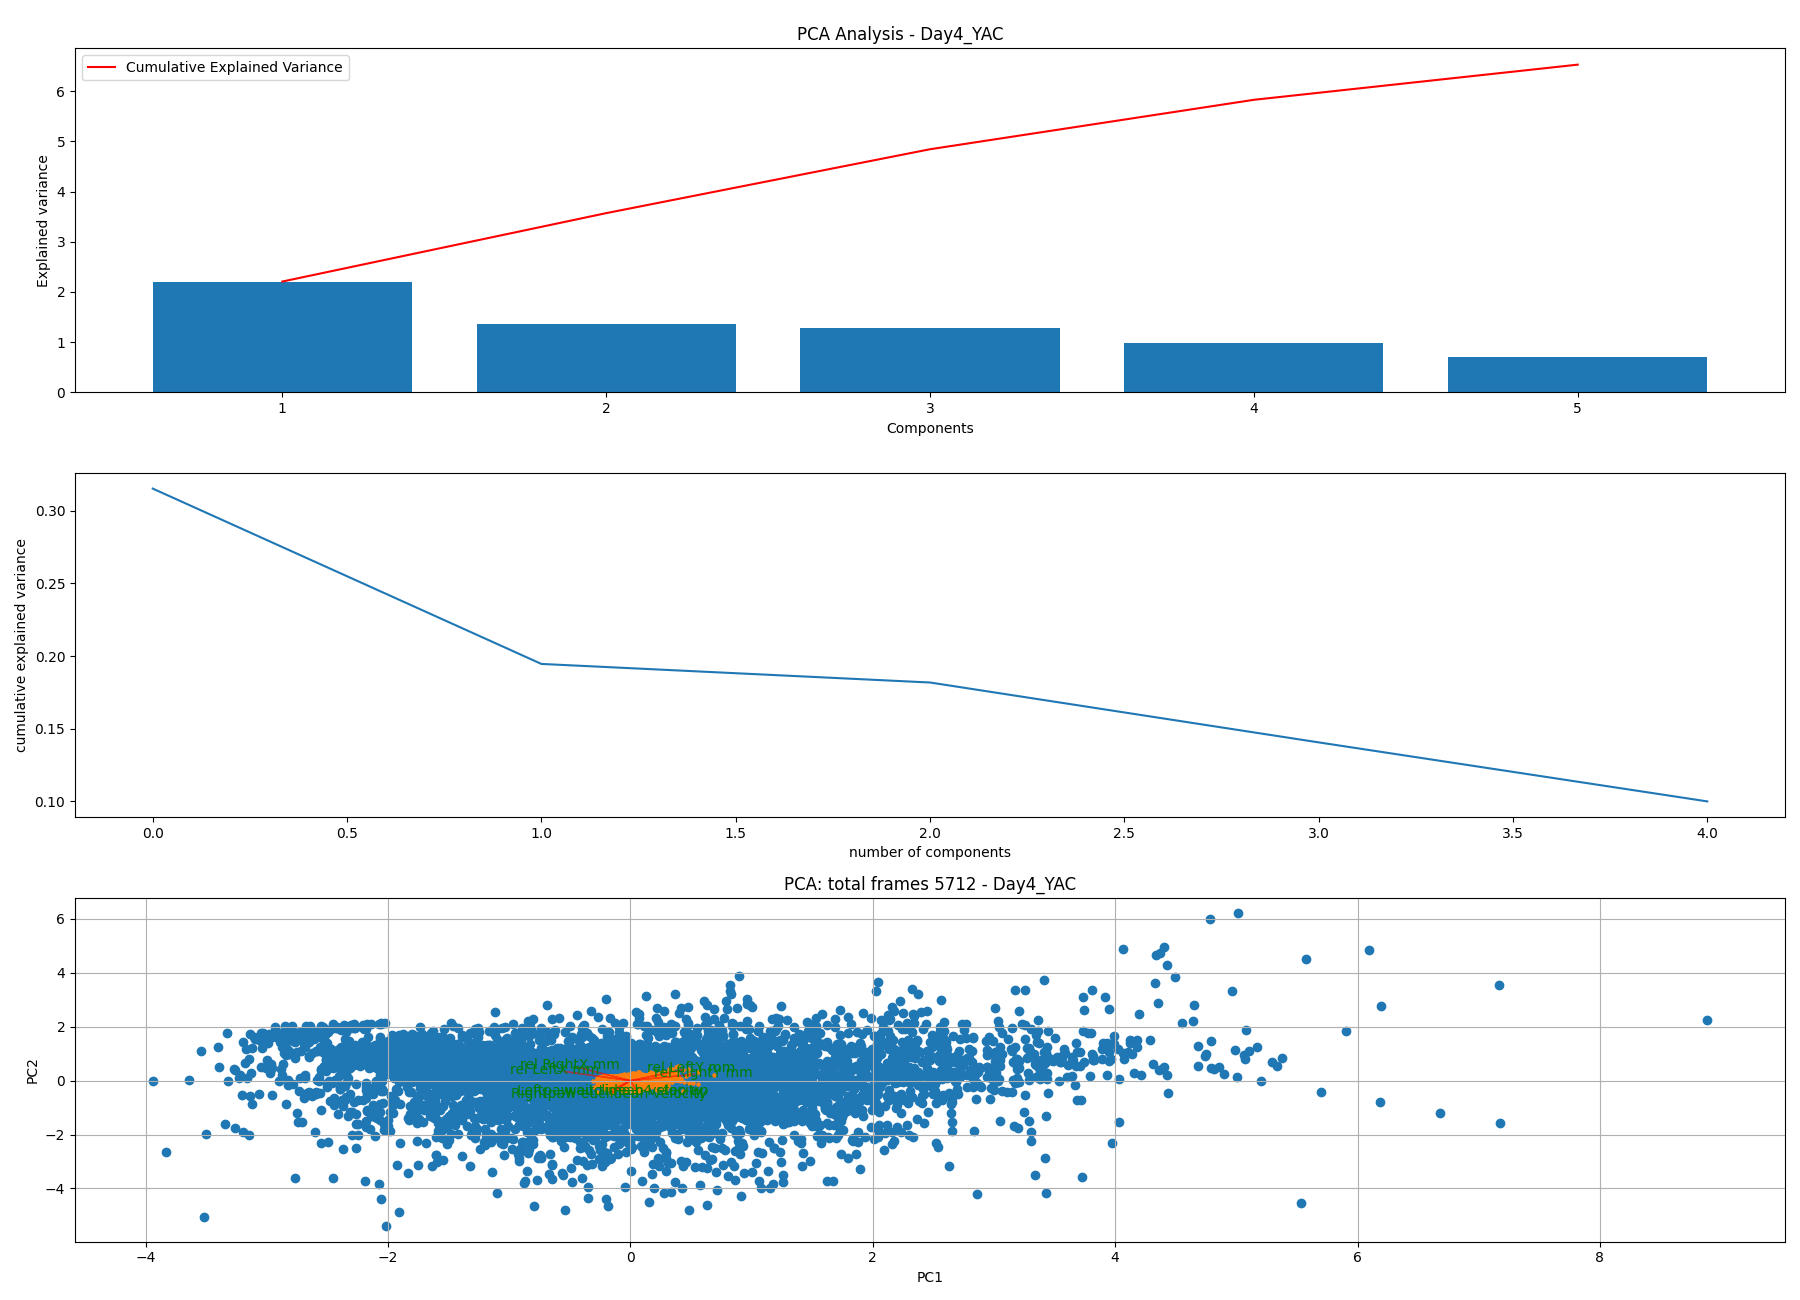 PCA Analysis - Day4_YAC
Cumulative Explained Variance
Explained variance
6
5
4
3
2
1
0
1 2 3 4 5
Components
cumulative explained variance
0.30
0.25
0.20
0.15
0.10
0.0 0.5 1.0 1.5 2.0 2.5 3.0 3.5 4.0
number of components
PCA: total frames 5712 - Day4_YAC
PC2
6
4
2
0
−2
−4
rel RightX mm
rel LeftY mm
−4 −2 0 2 4 6 8
PC1